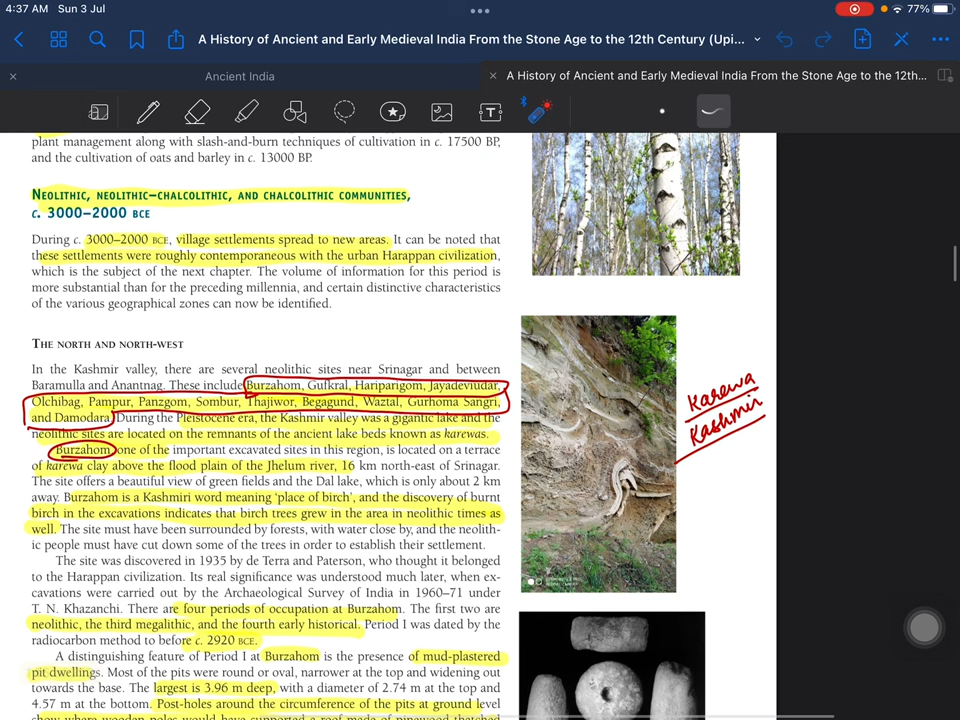 4:37 AM Sun 3 Jul
77%
A History of Ancient and Early Medieval India From the Stone Age to the 12th Century (Upi...
Ancient India
A History of Ancient and Early Medieval India From the Stone Age to the 12th...
plant management along with slash-and-burn techniques of cultivation in c. 17500 BP,
and the cultivation of oats and barley in c. 13000 BP.
NEOLITHIC, NEOLITHIC–CHALCOLITHIC, AND CHALCOLITHIC COMMUNITIES,
c. 3000–2000 BCE
During c. 3000–2000 BCE, village settlements spread to new areas. It can be noted that
these settlements were roughly contemporaneous with the urban Harappan civilization,
which is the subject of the next chapter. The volume of information for this period is
more substantial than for the preceding millennia, and certain distinctive characteristics
of the various geographical zones can now be identified.
THE NORTH AND NORTH-WEST
In the Kashmir valley, there are several neolithic sites near Srinagar and between
Baramulla and Anantnag. These include Burzahom, Gufkral, Hariparigom, Jayadevudar,
Olchibag, Pampur, Panzgom, Sombur, Thajiwor, Begagund, Waztal, Gurhoma Sangri,
and Damodara. During the Pleistocene era, the Kashmir valley was a gigantic lake and the
neolithic sites are located on the remnants of the ancient lake beds known as karewas.
Burzahom, one of the important excavated sites in this region, is located on a terrace
of karewa clay above the flood plain of the Jhelum river, 16 km north-east of Srinagar.
The site offers a beautiful view of green fields and the Dal lake, which is only about 2 km
away. Burzahom is a Kashmiri word meaning ‘place of birch’, and the discovery of burnt
birch in the excavations indicates that birch trees grew in the area in neolithic times as
well. The site must have been surrounded by forests, with water close by, and the neolith-
ic people must have cut down some of the trees in order to establish their settlement.
The site was discovered in 1935 by de Terra and Paterson, who thought it belonged
to the Harappan civilization. Its real significance was understood much later, when ex-
cavations were carried out by the Archaeological Survey of India in 1960–71 under
T. N. Khazanchi. There are four periods of occupation at Burzahom. The first two are
neolithic, the third megalithic, and the fourth early historical. Period I was dated by the
radiocarbon method to before c. 2920 BCE.
A distinguishing feature of Period I at Burzahom is the presence of mud-plastered
pit dwellings. Most of the pits were round or oval, narrower at the top and widening out
towards the base. The largest is 3.96 m deep, with a diameter of 2.74 m at the top and
4.57 m at the bottom. Post-holes around the circumference of the pits at ground level
show where wooden poles would have supported a roof made of pinewood thatched
Karewa
Kashmir